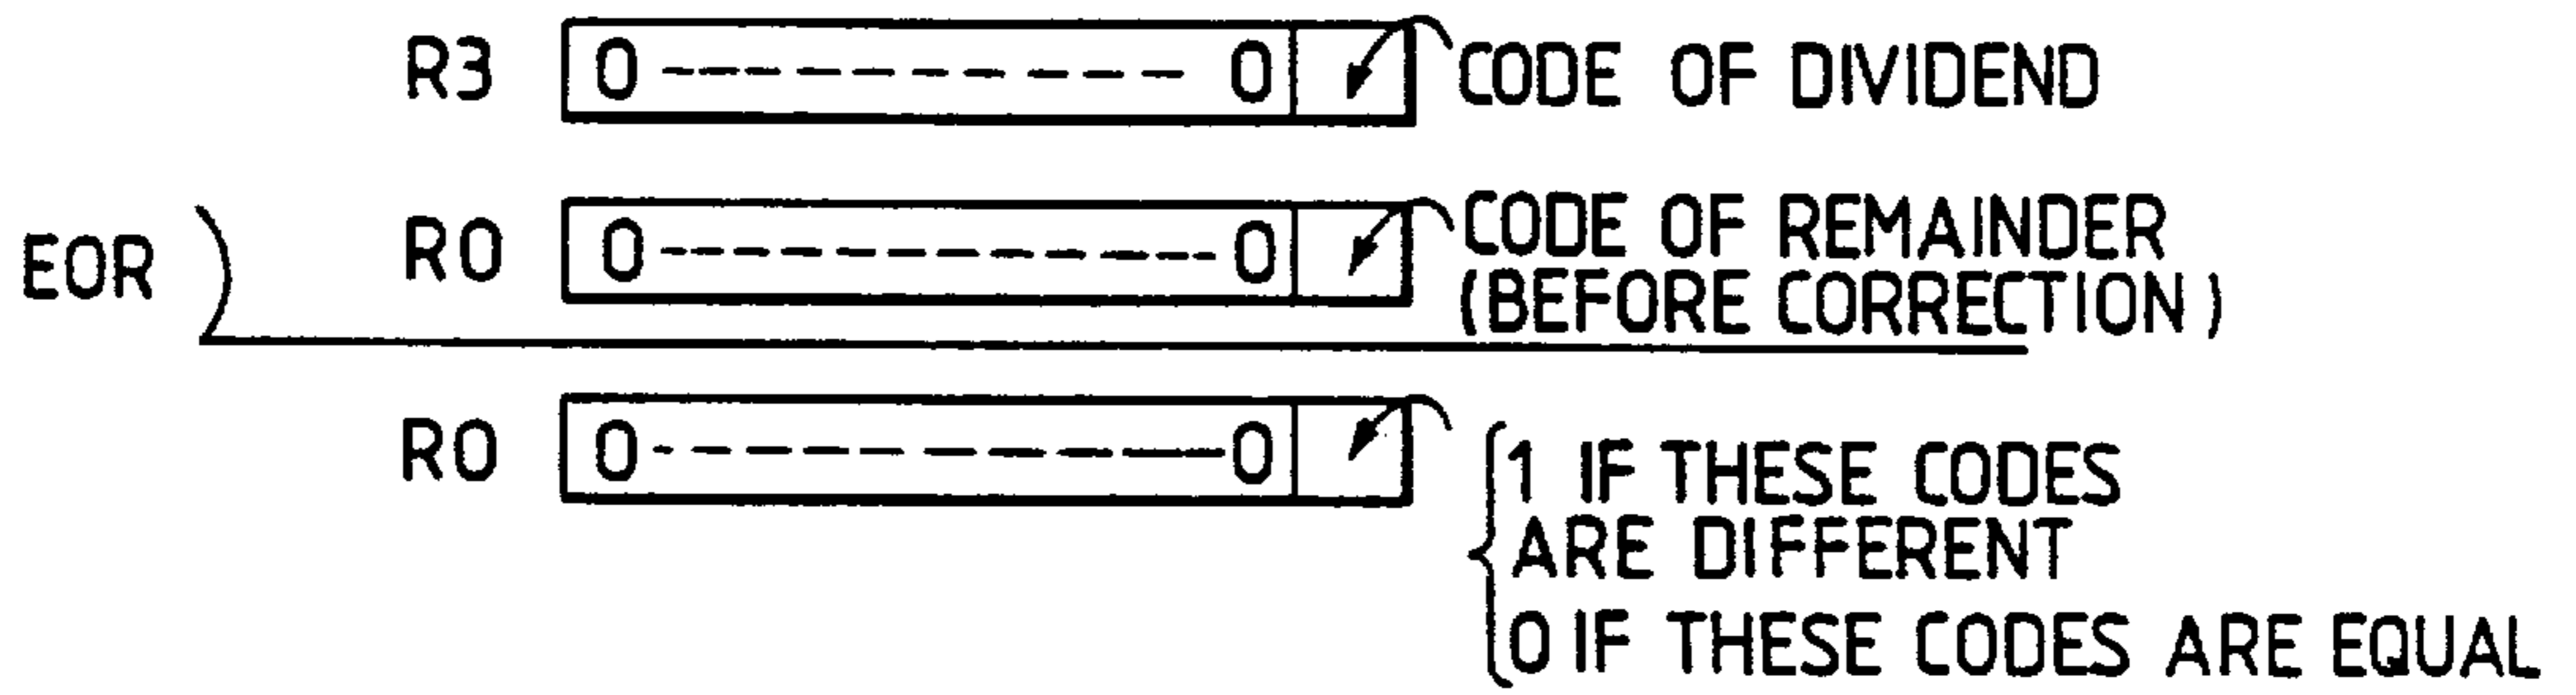 R3 0 0 CODE OF DIVIDEND
EOR R0 0 0 CODE OF REMAINDER
(BEFORE CORRECTION)
R0 0 0
1 IF THESE CODES
ARE DIFFERENT
0 IF THESE CODES ARE EQUAL